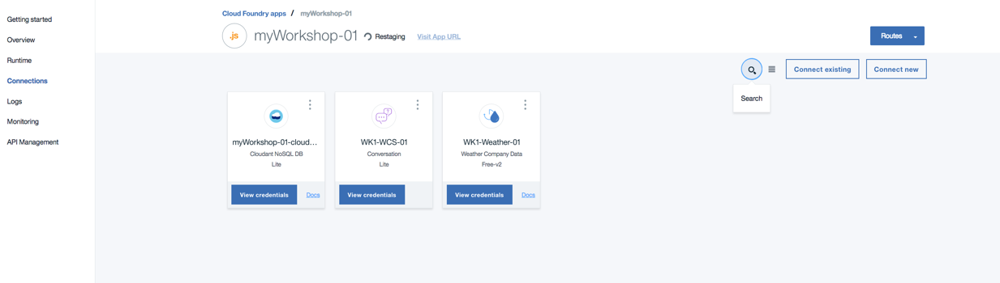 Getting started
Overview
Runtime
Connections
Logs
Monitoring
API Management
Cloud Foundry apps / myWorkshop-01
JS myWorkshop-01 Restaging Visit App URL
Routes
Connect existing Connect new
Search
myWorkshop-01-cloud...
Cloudant NoSQL DB
Lite
View credentials Docs
WK1-WCS-01
Conversation
Lite
View credentials
WK1-Weather-01
Weather Company Data
Free-v2
View credentials Docs